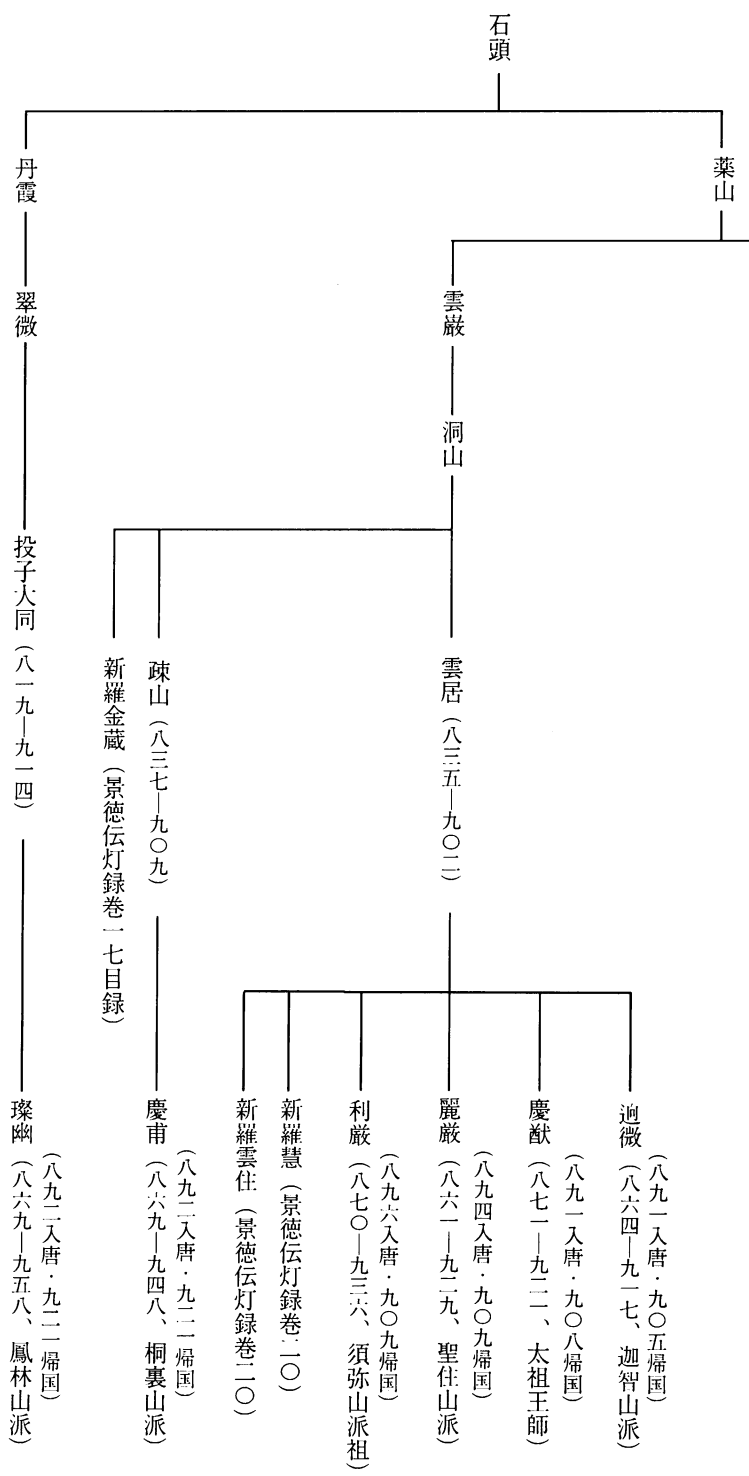 石頭
薬山
雲巌
洞山
雲居（八三五―九〇二）
迥微（八六四―九一七、迦智山派）
（八九一入唐・九〇五帰国）
慶猷（八七一―九二一、太祖王師）
（八九一入唐・九〇八帰国）
麗厳（八六一―九二九、聖住山派）
（八九四入唐・九〇九帰国）
利厳（八七〇―九三六、須弥山派祖）
（八九六入唐・九〇九帰国）
新羅慧（景徳伝灯録巻二〇）
新羅雲住（景徳伝灯録巻二〇）
疎山（八三七―九〇九）
慶甫（八六九―九四八、桐裏山派）
（八九二入唐・九二一帰国）
新羅金蔵（景徳伝灯録巻一七目録）
丹霞
翠微
投子大同（八一九―九一四）
璨幽（八六九―九五八、鳳林山派）
（八九二入唐・九二一帰国）